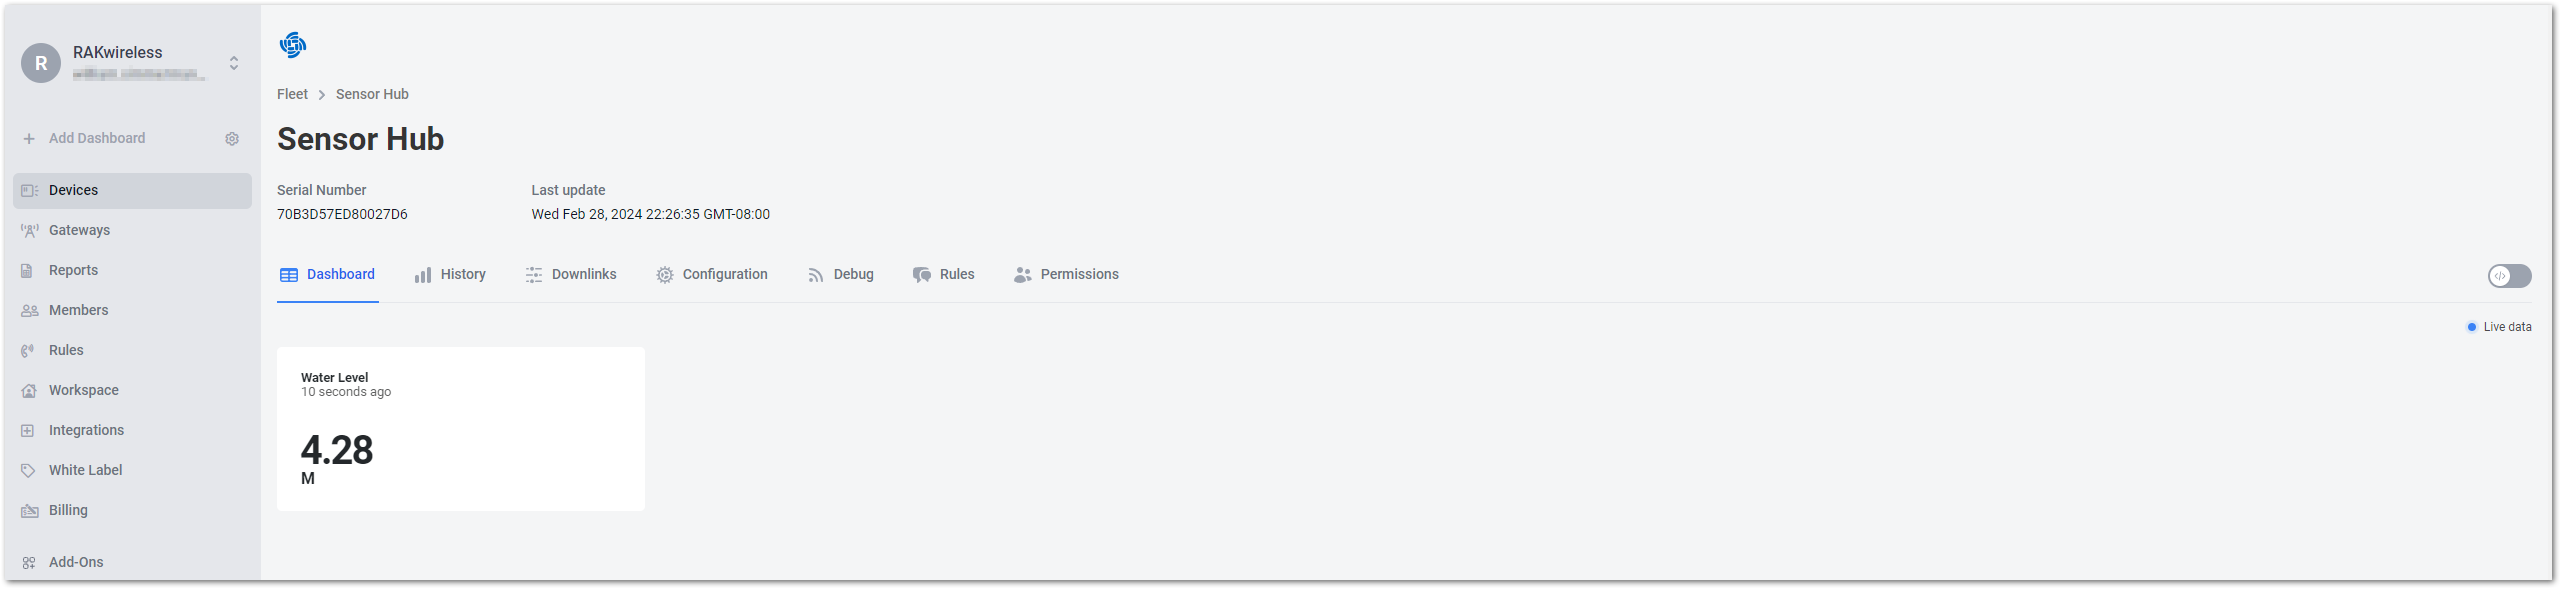 R
RAKwireless
Add Dashboard
Devices
Gateways
Reports
Members
Rules
Workspace
Integrations
White Label
Billing
Add-Ons
Fleet > Sensor Hub
Sensor Hub
Serial Number
70B3D57ED80027D6
Last update
Wed Feb 28, 2024 22:26:35 GMT-08:00
Dashboard History Downlinks Configuration Debug Rules Permissions
</>
Live data
Water Level
10 seconds ago
4.28
M